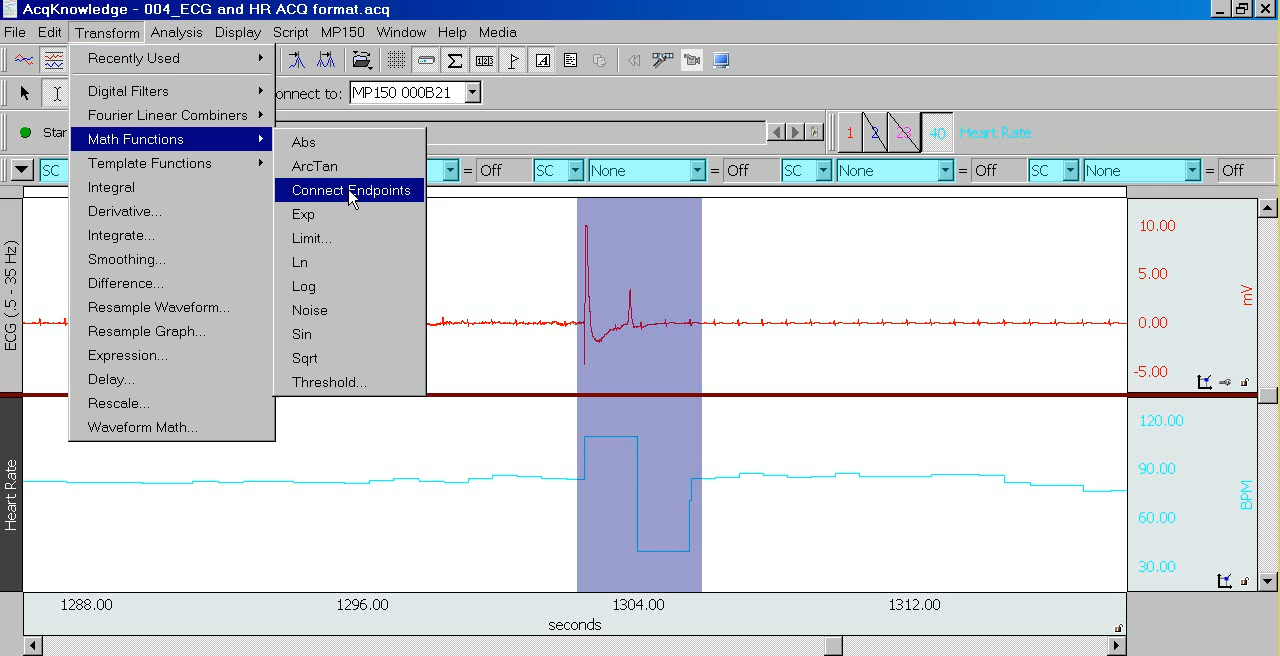 AcqKnowledge - 004_ECG and HR ACQ format.acq
File Edit Transform Analysis Display Script MP150 Window Help Media
Recently Used
Digital Filters
Fourier Linear Combiners
Math Functions
Template Functions
Integral
Derivative...
Integrate...
Smoothing...
Difference...
Resample Waveform...
Resample Graph...
Expression...
Delay...
Rescale...
Waveform Math...
Abs
ArcTan
Connect Endpoints
Exp
Limit...
Ln
Log
Noise
Sin
Sqrt
Threshold...
onnect to: MP150 000B21
Star
1 2 23 40 Heart Rate
SC = Off SC None = Off SC None = Off SC None = Off
ECG (.5 - 35 Hz)
10.00
5.00
0.00
-5.00
mV
Heart Rate
120.00
90.00
60.00
30.00
BPM
1288.00 1296.00 1304.00 1312.00
seconds